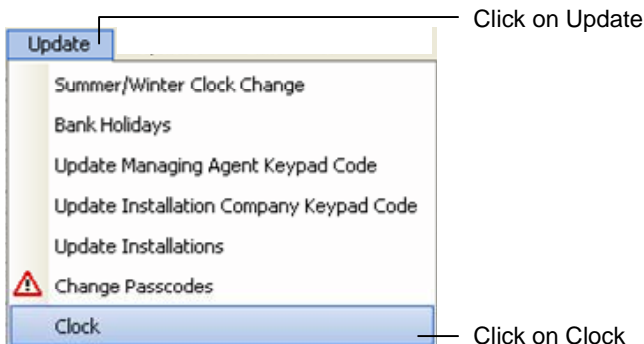 Click on Update
Update
Summer/Winter Clock Change
Bank Holidays
Update Managing Agent Keypad Code
Update Installation Company Keypad Code
Update Installations
Change Passcodes
Clock
Click on Clock